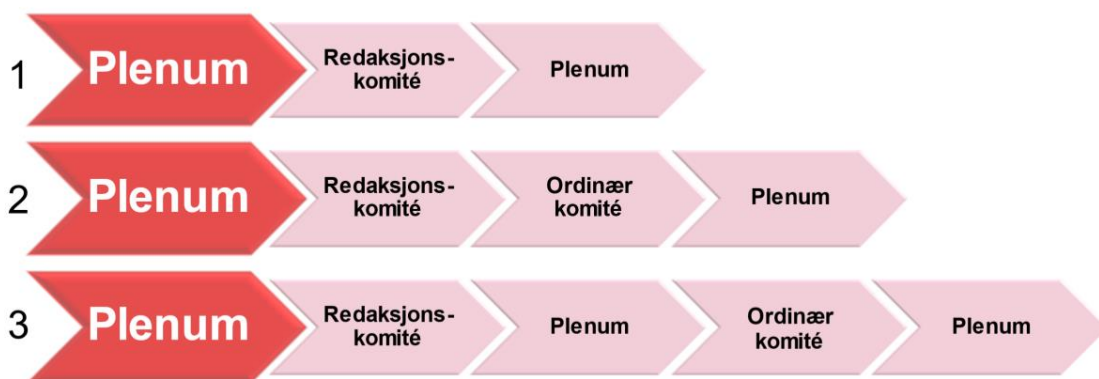 1
Plenum
Redaksjons-
komité
Plenum
2
Plenum
Redaksjons-
komité
Ordinær
komité
Plenum
3
Plenum
Redaksjons-
komité
Plenum
Ordinær
komité
Plenum